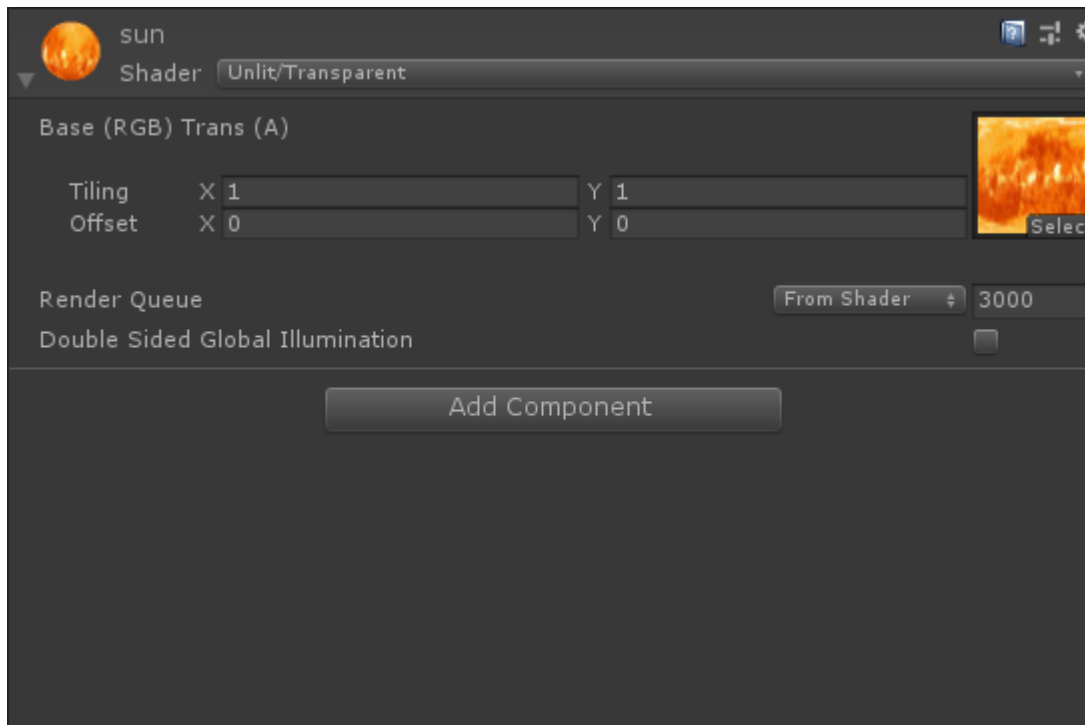 sun
Shader Unlit/Transparent
Base (RGB) Trans (A)
Tiling X 1 Y 1
Offset X 0 Y 0
Selec
Render Queue From Shader 3000
Double Sided Global Illumination
Add Component